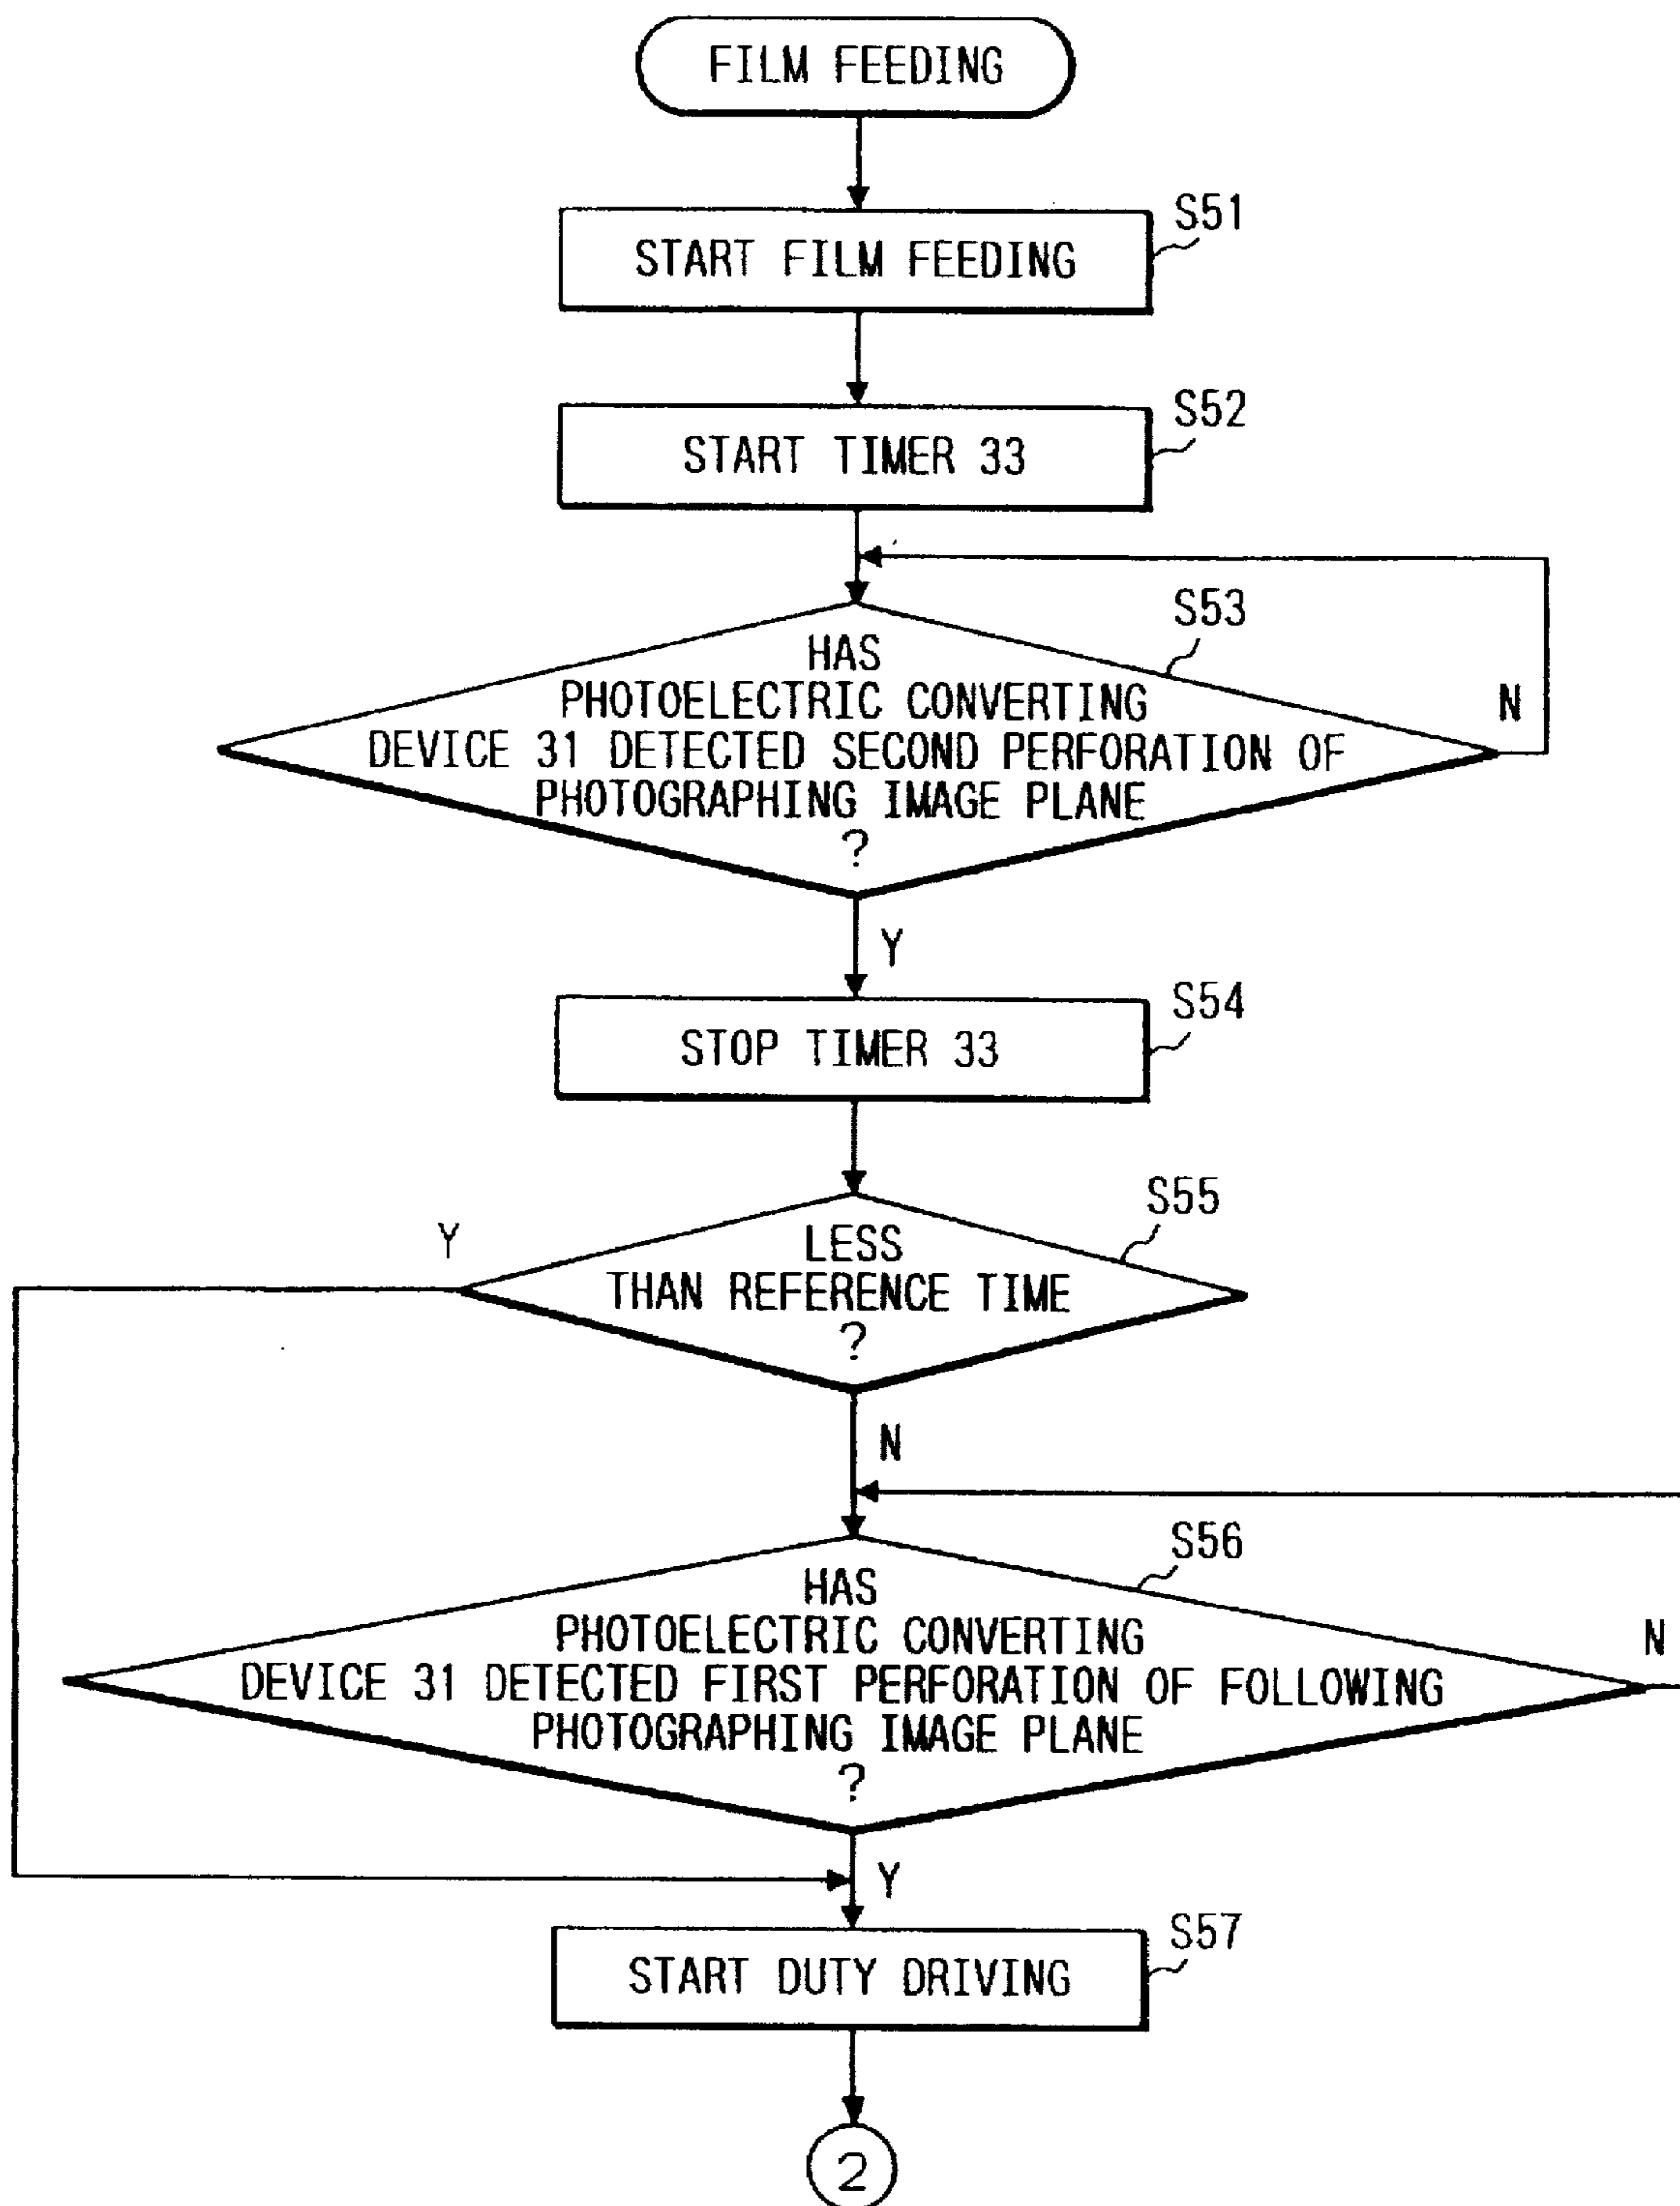 FILM FEEDING
S51
START FILM FEEDING
S52
START TIMER 33
S53
HAS
PHOTOELECTRIC CONVERTING
DEVICE 31 DETECTED SECOND PERFORATION OF
PHOTOGRAPHING IMAGE PLANE
?
N
Y
S54
STOP TIMER 33
S55
Y
LESS
THAN REFERENCE TIME
?
N
S56
HAS
PHOTOELECTRIC CONVERTING
DEVICE 31 DETECTED FIRST PERFORATION OF FOLLOWING
PHOTOGRAPHING IMAGE PLANE
?
N
Y
S57
START DUTY DRIVING
2